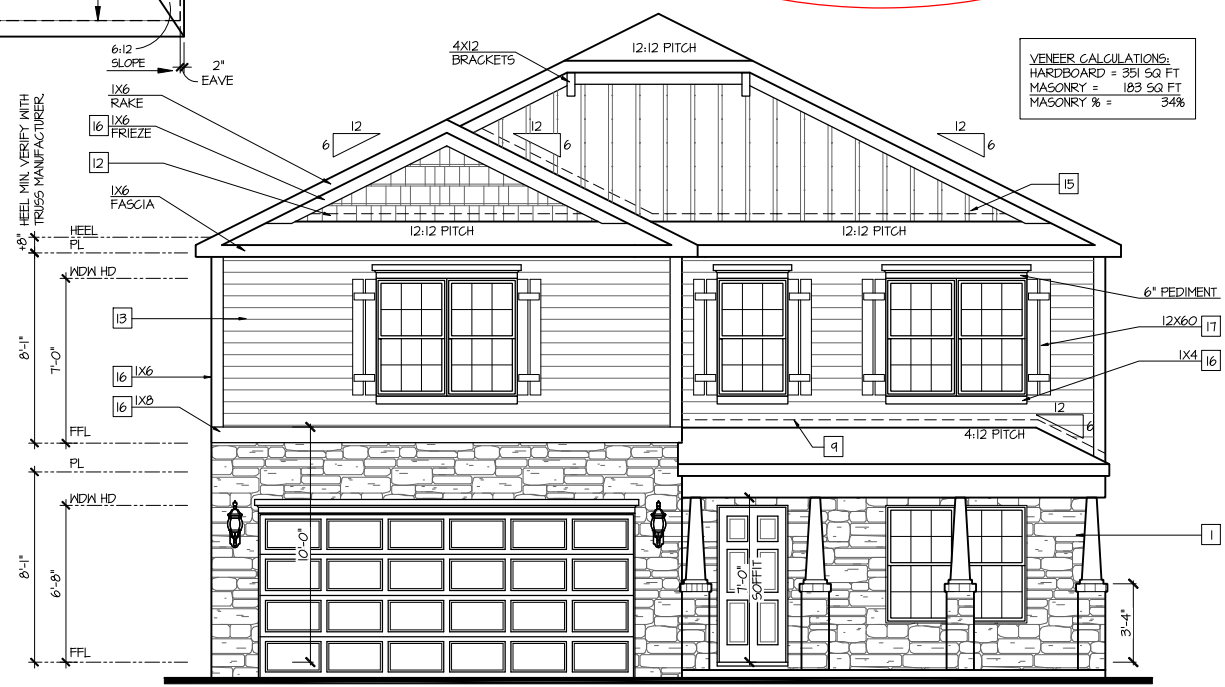 6:12
SLOPE
2"
EAVE
4X12
BRACKETS
12:12 PITCH
VENEER CALCULATIONS:
HARDBOARD = 351 SQ FT
MASONRY = 183 SQ FT
MASONRY % = 34%
1X6
RAKE
16 1X6
FRIEZE
12
1X6
FASCIA
+8" HEEL MIN. VERIFY WITH
TRUSS MANUFACTURER.
12
6
12
6
12
6
15
HEEL
PL
12:12 PITCH
12:12 PITCH
WDW HD
6" PEDIMENT
13
12X60 17
8'-1"
7'-0"
1X4 16
16 1X6
16 1X8
12
6
FFL
9
4:12 PITCH
PL
WDW HD
10'-0"
1
8'-1"
6'-8"
7'-0"
SOFFIT
3'-4"
FFL